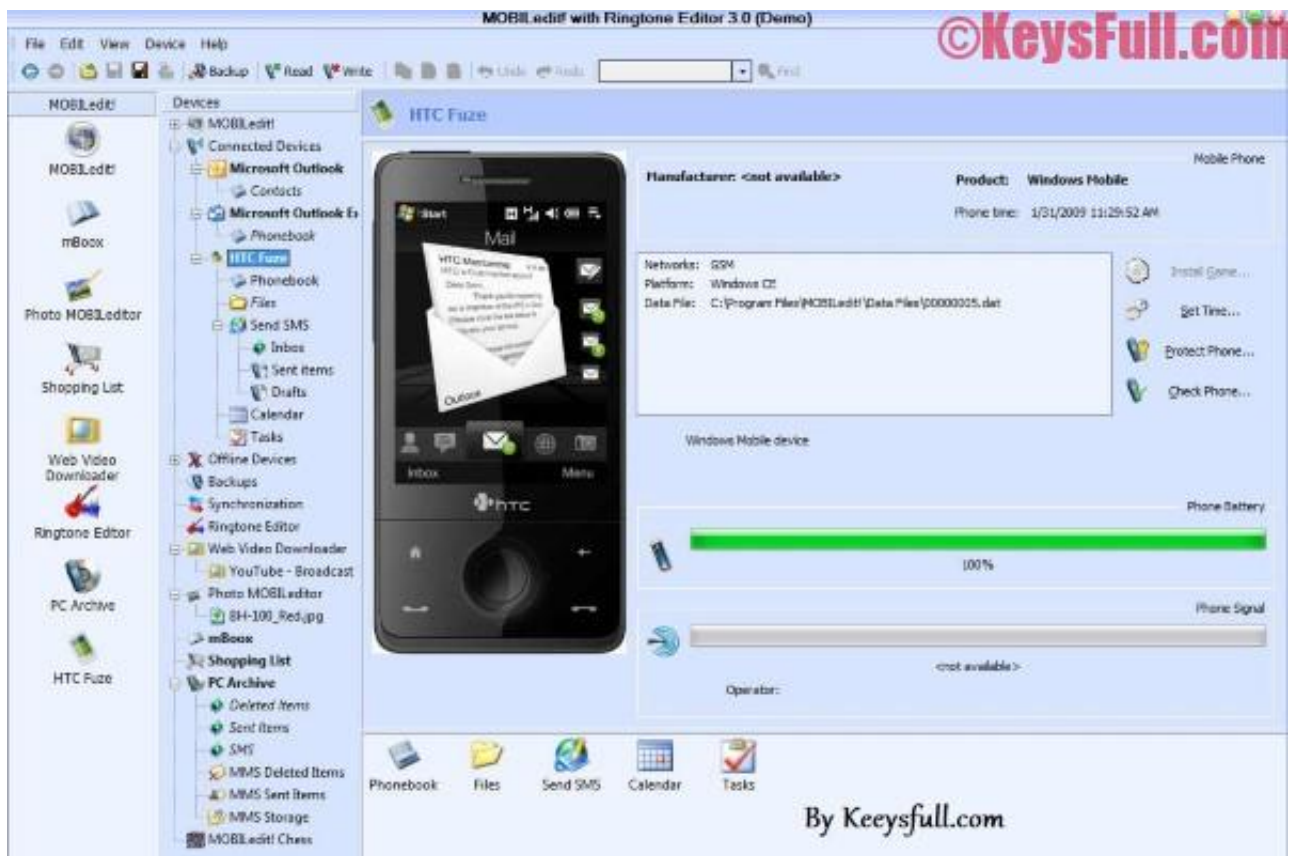 MOBILedit! with Ringtone Editor 3.0 (Demo)
©KeysFull.com
File Edit View Device Help
Backup Read Write Undo Redo Find
MOBILedit!
MOBILedit!
mBoox
Photo MOBILeditor
Shopping List
Web Video
Downloader
Ringtone Editor
PC Archive
HTC Fuze
Devices
MOBILedit!
Connected Devices
Microsoft Outlook
Contacts
Microsoft Outlook Ex
Phonebook
HTC Fuze
Phonebook
Files
Send SMS
Inbox
Sent items
Drafts
Calendar
Tasks
Offline Devices
Backups
Synchronization
Ringtone Editor
Web Video Downloader
YouTube - Broadcast
Photo MOBILeditor
BH-100_Red.jpg
mBoox
Shopping List
PC Archive
Deleted Items
Sent Items
SMS
MMS Deleted Items
MMS Sent Items
MMS Storage
MOBILedit! Chess
HTC Fuze
Start
Mail
Outlook
Inbox Menu
htc
Mobile Phone
Manufacturer: <not available>
Product: Windows Mobile
Phone time: 1/31/2009 11:29:52 AM
Networks: GSM
Platform: Windows CE
Data File: C:\Program Files\MOBILedit!\Data Files\00000005.dat
Install Game...
Set Time...
Protect Phone...
Check Phone...
Windows Mobile device
Phone Battery
100%
Phone Signal
<not available>
Operator:
Phonebook Files Send SMS Calendar Tasks
By Keeysfull.com